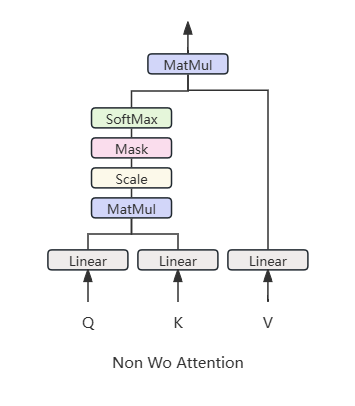 MatMul
SoftMax
Mask
Scale
MatMul
Linear Linear Linear
Q K V
Non Wo Attention